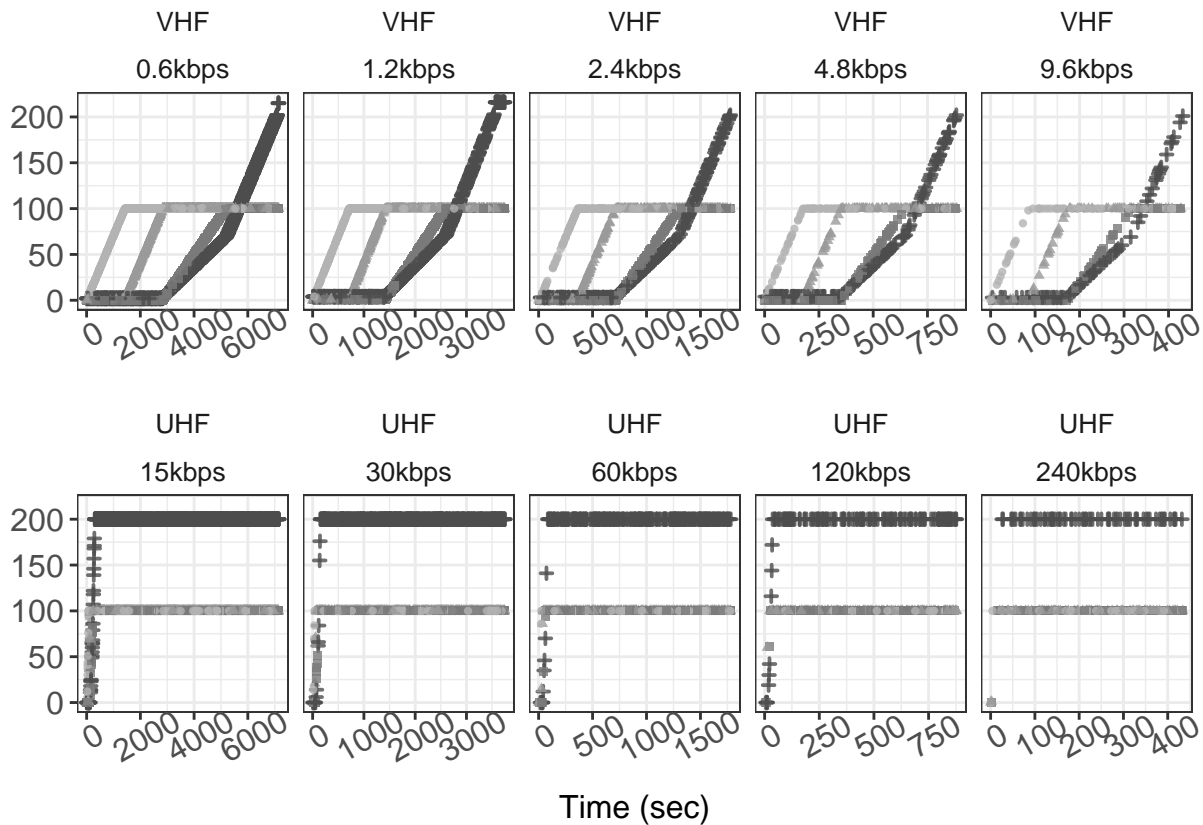 VHF VHF VHF VHF VHF
0.6kbps 1.2kbps 2.4kbps 4.8kbps 9.6kbps
200
150
100
50
0
0 2000 4000 6000 0 1000 2000 3000 0 500 1000 1500 0 250 500 750 0 100 200 300 400
UHF UHF UHF UHF UHF
15kbps 30kbps 60kbps 120kbps 240kbps
200
150
100
50
0
0 2000 4000 6000 0 1000 2000 3000 0 500 1000 1500 0 250 500 750 0 100 200 300 400
Time (sec)